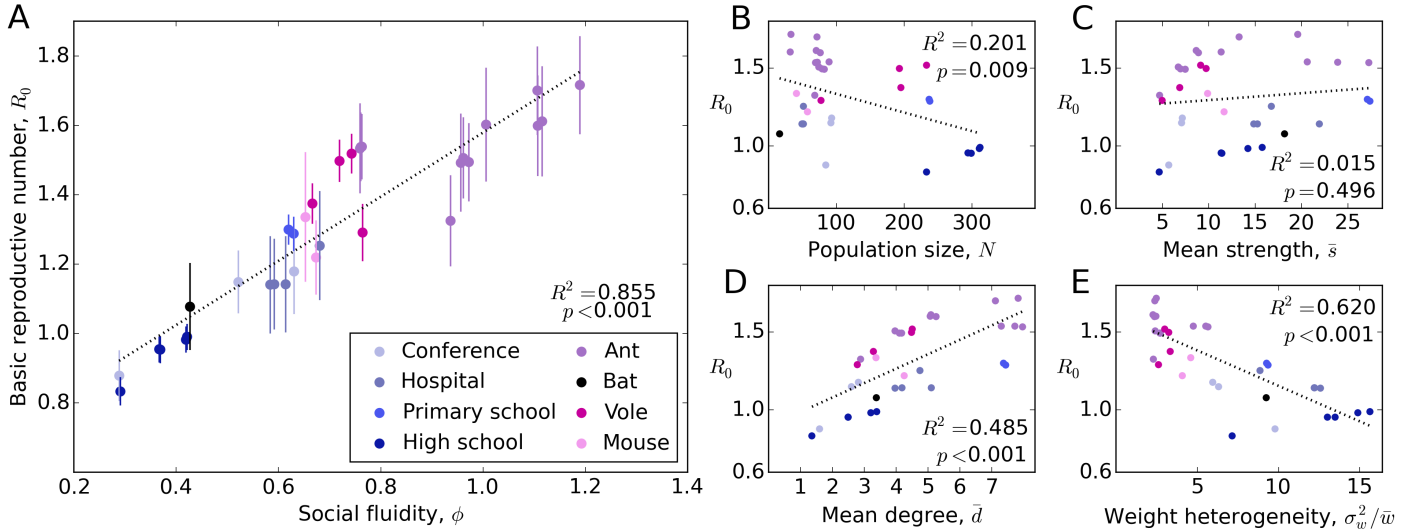 A
Basic reproductive number, R₀
1.8
1.6
1.4
1.2
1.0
0.8
0.2 0.4 0.6 0.8 1.0 1.2 1.4
Social fluidity, ϕ
R² =0.855
p <0.001
Conference
Hospital
Primary school
High school
Ant
Bat
Vole
Mouse
B
R² =0.201
p =0.009
R₀
1.5
1.0
0.6
100 200 300
Population size, N
C
R² =0.015
p =0.496
R₀
1.5
1.0
0.6
5 10 15 20 25
Mean strength, s̄
D
R² =0.485
p <0.001
R₀
1.5
1.0
0.6
1 2 3 4 5 6 7
Mean degree, d̄
E
R² =0.620
p <0.001
R₀
1.5
1.0
0.6
5 10 15
Weight heterogeneity, σ²_w/w̄